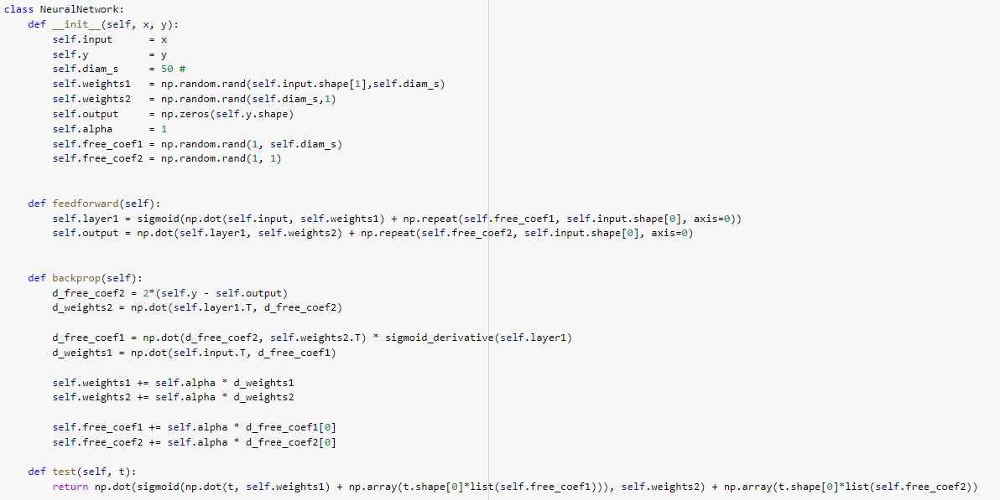 class NeuralNetwork:
    def __init__(self, x, y):
        self.input      = x
        self.y          = y
        self.diam_s     = 50 #
        self.weights1   = np.random.rand(self.input.shape[1],self.diam_s)
        self.weights2   = np.random.rand(self.diam_s,1)
        self.output     = np.zeros(self.y.shape)
        self.alpha      = 1
        self.free_coef1 = np.random.rand(1, self.diam_s)
        self.free_coef2 = np.random.rand(1, 1)
    def feedforward(self):
        self.layer1 = sigmoid(np.dot(self.input, self.weights1) + np.repeat(self.free_coef1, self.input.shape[0], axis=0))
        self.output = np.dot(self.layer1, self.weights2) + np.repeat(self.free_coef2, self.input.shape[0], axis=0)
    def backprop(self):
        d_free_coef2 = 2*(self.y - self.output)
        d_weights2 = np.dot(self.layer1.T, d_free_coef2)
        d_free_coef1 = np.dot(d_free_coef2, self.weights2.T) * sigmoid_derivative(self.layer1)
        d_weights1 = np.dot(self.input.T, d_free_coef1)
        self.weights1 += self.alpha * d_weights1
        self.weights2 += self.alpha * d_weights2
        self.free_coef1 += self.alpha * d_free_coef1[0]
        self.free_coef2 += self.alpha * d_free_coef2[0]
    def test(self, t):
        return np.dot(sigmoid(np.dot(t, self.weights1) + np.array(t.shape[0]*list(self.free_coef1))), self.weights2) + np.array(t.shape[0]*list(self.free_coef2))